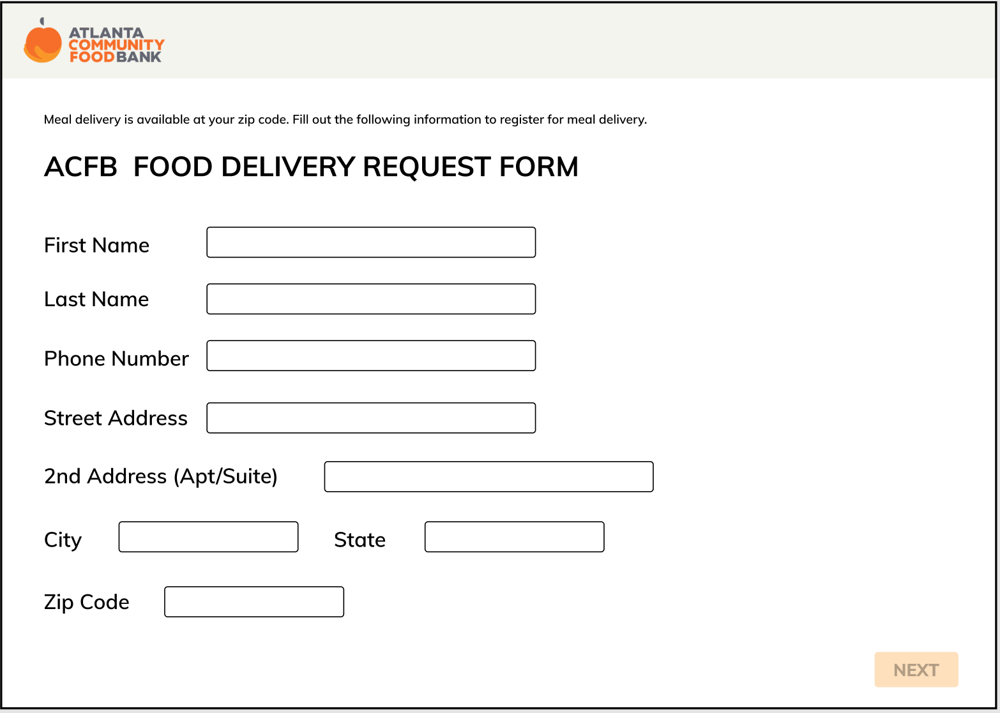 ATLANTA
COMMUNITY
FOODBANK
Meal delivery is available at your zip code. Fill out the following information to register for meal delivery.
ACFB FOOD DELIVERY REQUEST FORM
First Name
Last Name
Phone Number
Street Address
2nd Address (Apt/Suite)
City State
Zip Code
NEXT